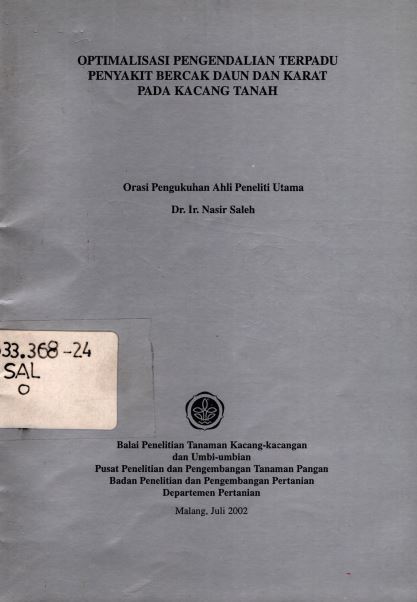 OPTIMALISASI PENGENDALIAN TERPADU
PENYAKIT BERCAK DAUN DAN KARAT
PADA KACANG TANAH
Orasi Pengukuhan Ahli Peneliti Utama
Dr. Ir. Nasir Saleh
33.368-24
SAL
O
Balai Penelitian Tanaman Kacang-kacangan
dan Umbi-umbian
Pusat Penelitian dan Pengembangan Tanaman Pangan
Badan Penelitian dan Pengembangan Pertanian
Departemen Pertanian
Malang, Juli 2002